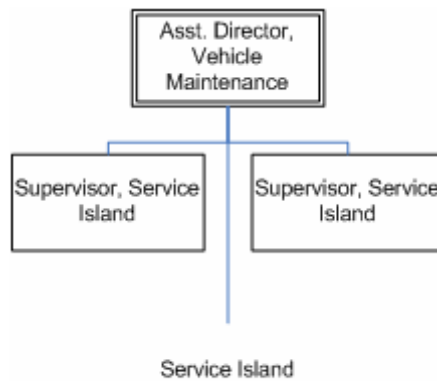 Asst. Director,
Vehicle
Maintenance
Supervisor, Service
Island
Supervisor, Service
Island
Service Island